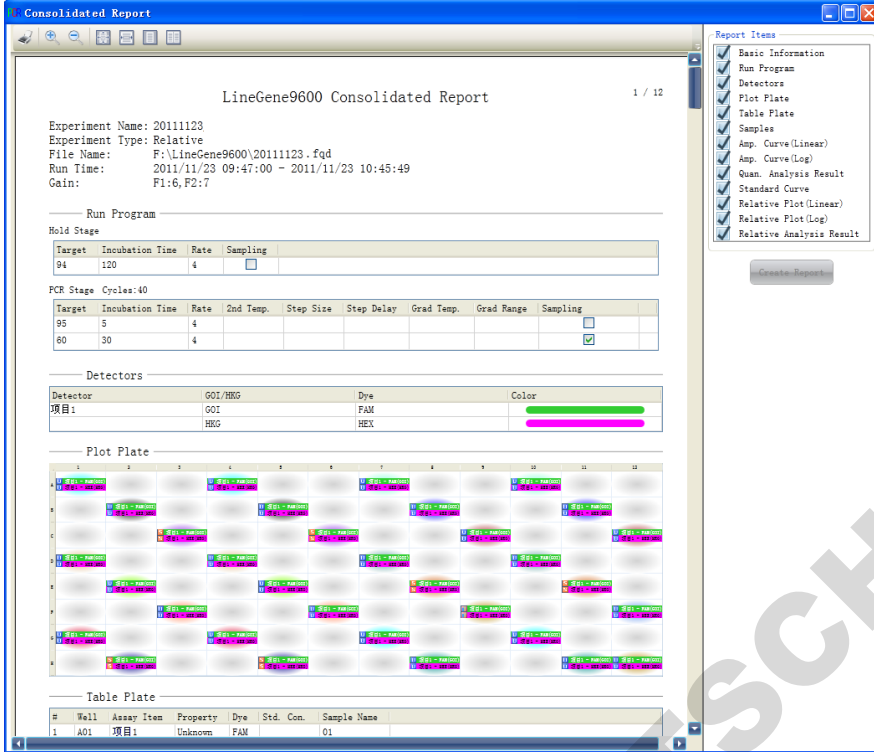 Consolidated Report
LineGene9600 Consolidated Report
1 / 12
Experiment Name: 20111123
Experiment Type: Relative
File Name: F:\LineGene9600\20111123.fqd
Run Time: 2011/11/23 09:47:00 - 2011/11/23 10:45:49
Gain: F1:6,F2:7
Run Program
Hold Stage
Target Incubation Time Rate Sampling
94 120 4
PCR Stage Cycles:40
Target Incubation Time Rate 2nd Temp. Step Size Step Delay Grad Temp. Grad Range Sampling
95 5 4
60 30 4
Detectors
Detector GOI/HKG Dye Color
项目1 GOI FAM
HKG HEX
Plot Plate
1 2 3 4 5 6 7 8 9 10 11 12
A
B
C
D
E
F
G
H
Table Plate
# Well Assay Item Property Dye Std. Con. Sample Name
1 A01 项目1 Unknown FAM 01
Report Items
Basic Information
Run Program
Detectors
Plot Plate
Table Plate
Samples
Amp. Curve(Linear)
Amp. Curve(Log)
Quan. Analysis Result
Standard Curve
Relative Plot(Linear)
Relative Plot(Log)
Relative Analysis Result
Create Report